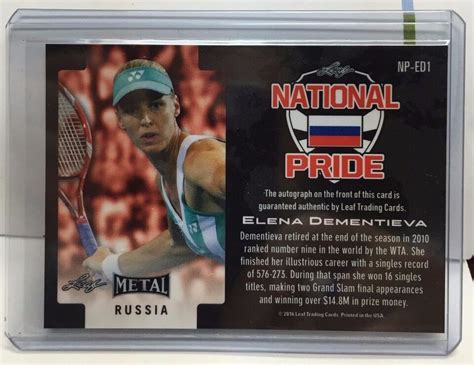 Leaf
NP-ED1
NATIONAL
PRIDE
The autograph on the front of this card is
guaranteed authentic by Leaf Trading Cards.
ELENA DEMENTIEVA
Dementieva retired at the end of the season in 2010
ranked number nine in the world by the WTA. She
finished her illustrious career with a singles record
of 576-273. During that span she won 16 singles
titles, making two Grand Slam final appearances
and winning over $14.8M in prize money.
© 2016 Leaf Trading Cards. Printed in the USA.
YONEX
Leaf
METAL
RUSSIA